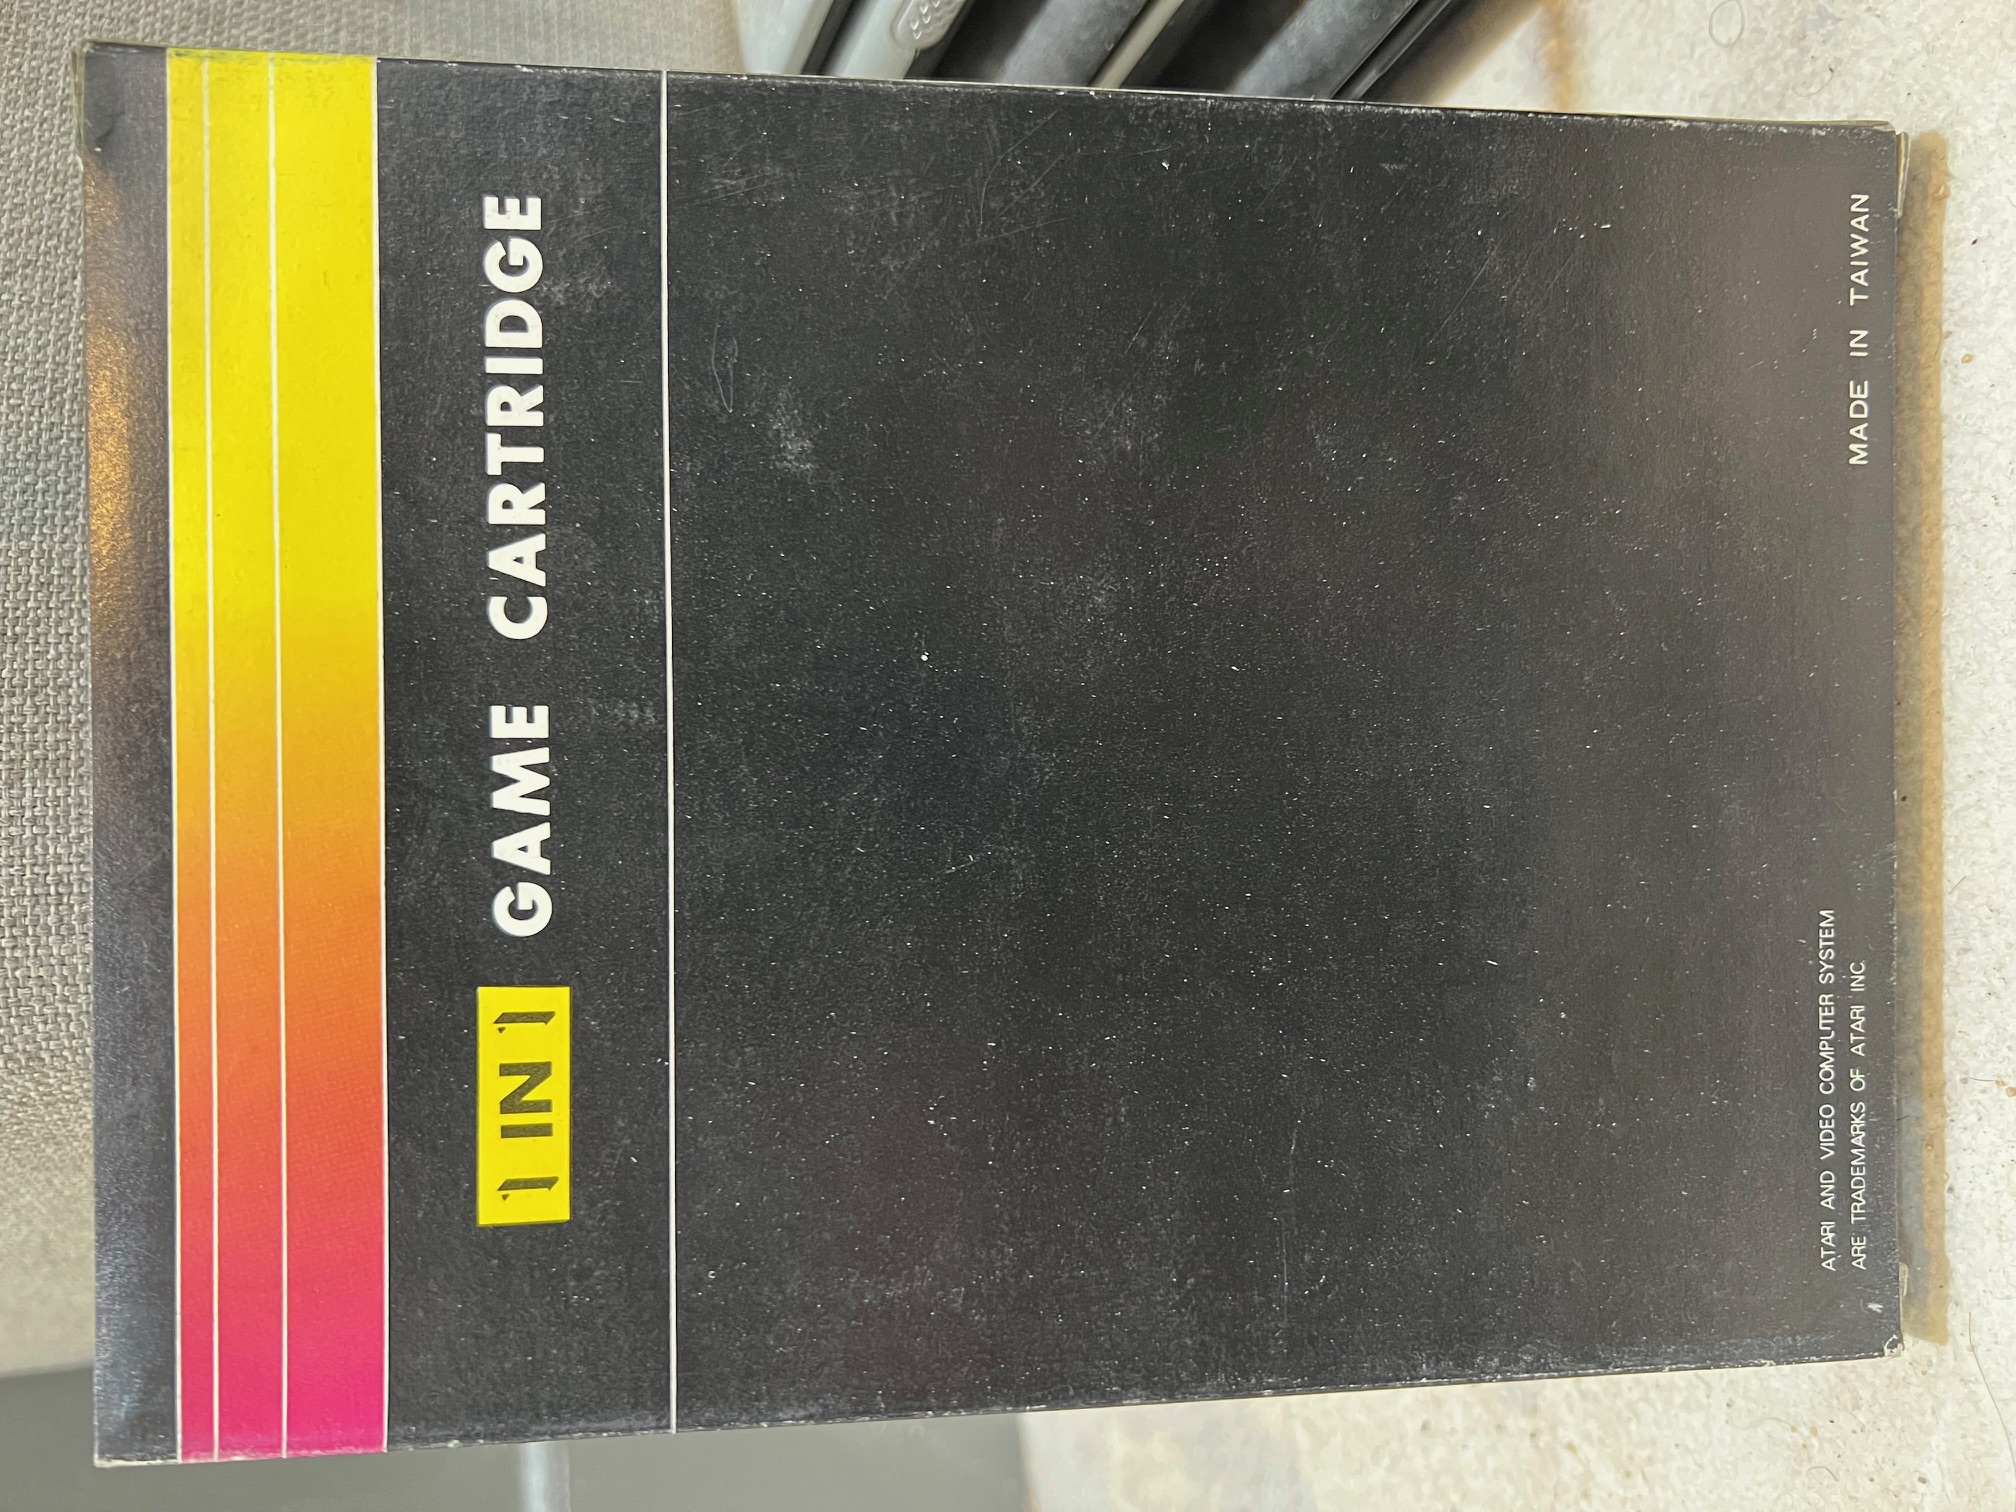 1 IN 1 GAME CARTRIDGE
ATARI AND VIDEO COMPUTER SYSTEM
ARE TRADEMARKS OF ATARI INC.
MADE IN TAIWAN